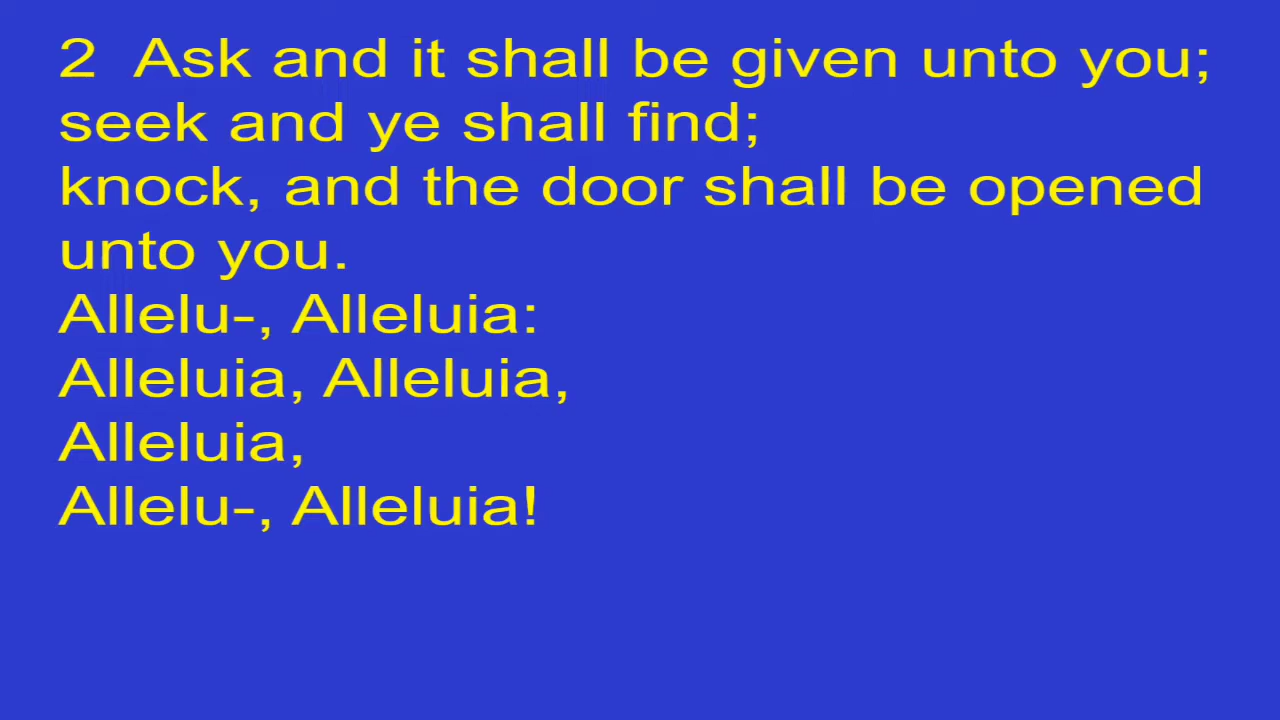 2  Ask and it shall be given unto you;
seek and ye shall find;
knock, and the door shall be opened
unto you.
Allelu-, Alleluia:
Alleluia, Alleluia,
Alleluia,
Allelu-, Alleluia!